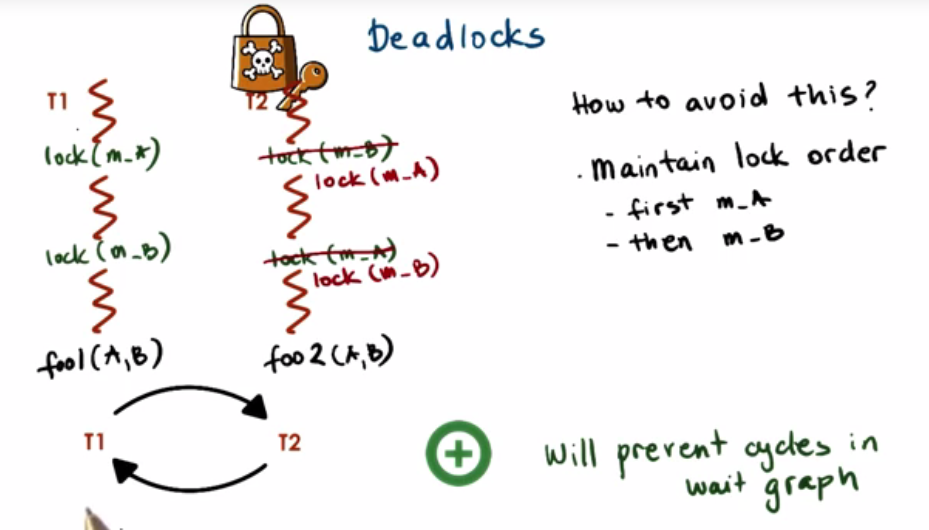 Deadlocks
T1
lock(m_A)
lock(m_B)
foo1(A,B)
T2
lock(m_B)
lock(m_A)
lock(m_A)
lock(m_B)
foo2(A,B)
How to avoid this?
. Maintain lock order
- first m_A
- then m_B
T1
T2
+
Will prevent cycles in
wait graph